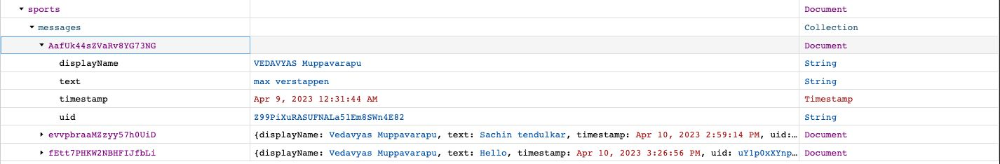 sports Document
messages Collection
AafUk44sZVaRv8YG73NG Document
displayName VEDAVYAS Muppavarapu String
text max verstappen String
timestamp Apr 9, 2023 12:31:44 AM Timestamp
uid Z99PiXuRASUFNALa5lEm8SWn4E82 String
evvpbraaMZzyy57h0UiD {displayName: Vedavyas Muppavarapu, text: Sachin tendulkar, timestamp: Apr 10, 2023 2:59:14 PM, uid:… Document
fEtt7PHKW2NBHFIJfbLi {displayName: Vedavyas Muppavarapu, text: Hello, timestamp: Apr 10, 2023 3:26:56 PM, uid: uY1p0xXYnp… Document